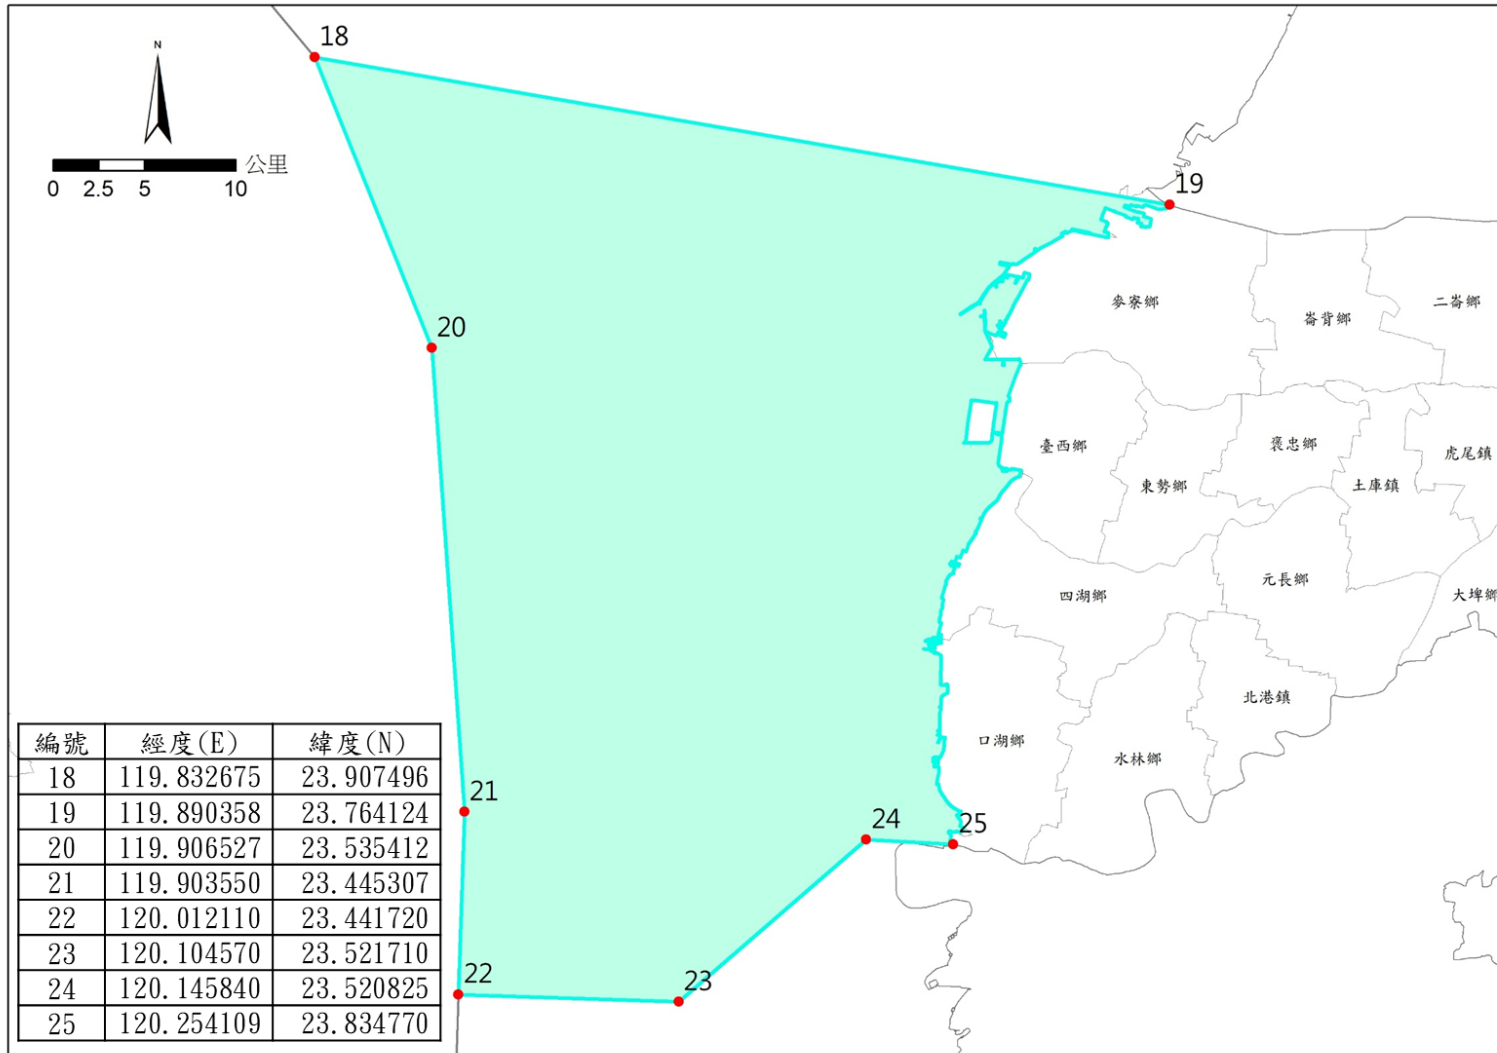 18
N
公里
0 2.5 5 10
19
麥寮鄉
崙背鄉
二崙鄉
20
臺西鄉
褒忠鄉
虎尾鎮
東勢鄉
土庫鎮
元長鄉
四湖鄉
大埤鄉
北港鎮
口湖鄉
水林鄉
21
24
25
22
23
編號 經度(E) 緯度(N)
18 119.832675 23.907496
19 119.890358 23.764124
20 119.906527 23.535412
21 119.903550 23.445307
22 120.012110 23.441720
23 120.104570 23.521710
24 120.145840 23.520825
25 120.254109 23.834770